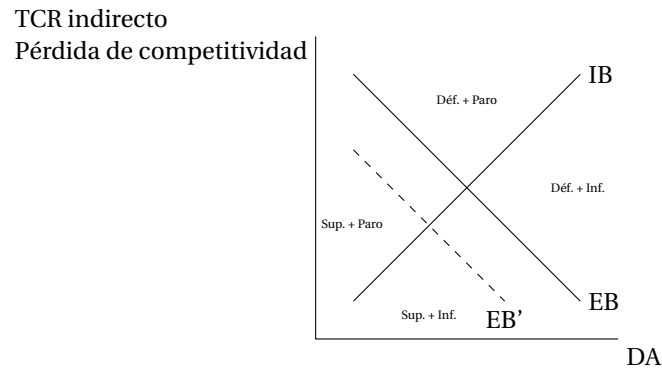 TCR indirecto
Pérdida de competitividad
IB
Déf. + Paro
Déf. + Inf.
Sup. + Paro
EB
Sup. + Inf.
EB’
DA